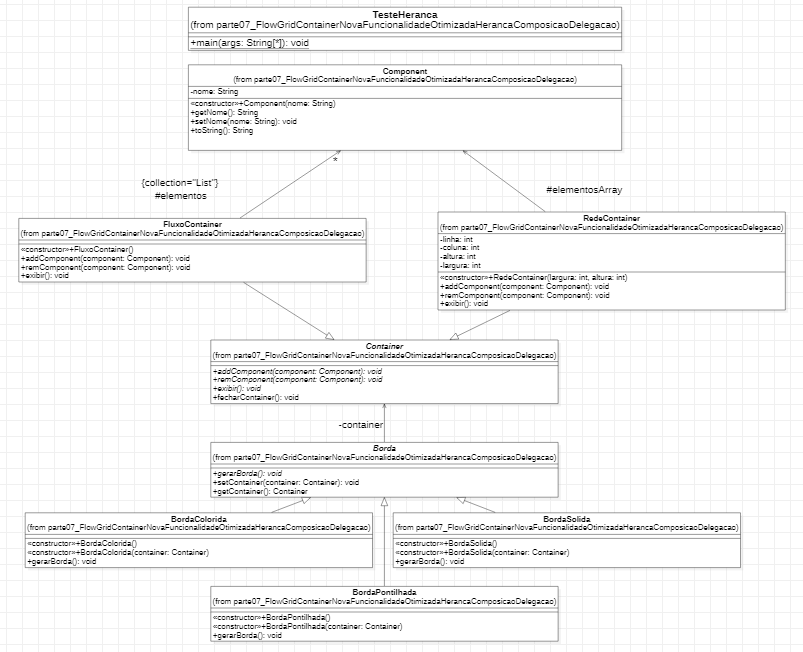 TesteHeranca
(from parte07_FlowGridContainerNovaFuncionalidadeOtimizadaHerancaComposicaoDelegacao)
+main(args: String[*]): void
Component
(from parte07_FlowGridContainerNovaFuncionalidadeOtimizadaHerancaComposicaoDelegacao)
-nome: String
«constructor»+Component(nome: String)
+getNome(): String
+setNome(nome: String): void
+toString(): String
*
{collection="List"}
#elementos
#elementosArray
FluxoContainer
(from parte07_FlowGridContainerNovaFuncionalidadeOtimizadaHerancaComposicaoDelegacao)
«constructor»+FluxoContainer()
+addComponent(component: Component): void
+remComponent(component: Component): void
+exibir(): void
RedeContainer
(from parte07_FlowGridContainerNovaFuncionalidadeOtimizadaHerancaComposicaoDelegacao)
-linha: int
-coluna: int
-altura: int
-largura: int
«constructor»+RedeContainer(largura: int, altura: int)
+addComponent(component: Component): void
+remComponent(component: Component): void
+exibir(): void
Container
(from parte07_FlowGridContainerNovaFuncionalidadeOtimizadaHerancaComposicaoDelegacao)
+addComponent(component: Component): void
+remComponent(component: Component): void
+exibir(): void
+fecharContainer(): void
-container
Borda
(from parte07_FlowGridContainerNovaFuncionalidadeOtimizadaHerancaComposicaoDelegacao)
+gerarBorda(): void
+setContainer(container: Container): void
+getContainer(): Container
BordaColorida
(from parte07_FlowGridContainerNovaFuncionalidadeOtimizadaHerancaComposicaoDelegacao)
«constructor»+BordaColorida()
«constructor»+BordaColorida(container: Container)
+gerarBorda(): void
BordaSolida
(from parte07_FlowGridContainerNovaFuncionalidadeOtimizadaHerancaComposicaoDelegacao)
«constructor»+BordaSolida()
«constructor»+BordaSolida(container: Container)
+gerarBorda(): void
BordaPontilhada
(from parte07_FlowGridContainerNovaFuncionalidadeOtimizadaHerancaComposicaoDelegacao)
«constructor»+BordaPontilhada()
«constructor»+BordaPontilhada(container: Container)
+gerarBorda(): void